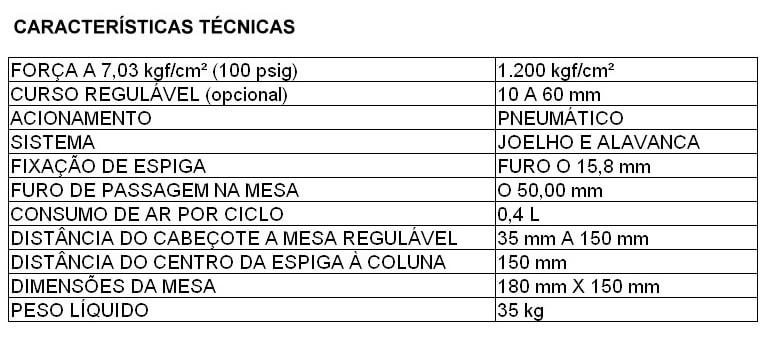 CARACTERÍSTICAS TÉCNICAS
FORÇA A 7,03 kgf/cm² (100 psig) 1.200 kgf/cm²
CURSO REGULÁVEL (opcional) 10 A 60 mm
ACIONAMENTO PNEUMÁTICO
SISTEMA JOELHO E ALAVANCA
FIXAÇÃO DE ESPIGA FURO O 15,8 mm
FURO DE PASSAGEM NA MESA O 50,00 mm
CONSUMO DE AR POR CICLO 0,4 L
DISTÂNCIA DO CABEÇOTE A MESA REGULÁVEL 35 mm A 150 mm
DISTÂNCIA DO CENTRO DA ESPIGA À COLUNA 150 mm
DIMENSÕES DA MESA 180 mm X 150 mm
PESO LÍQUIDO 35 kg